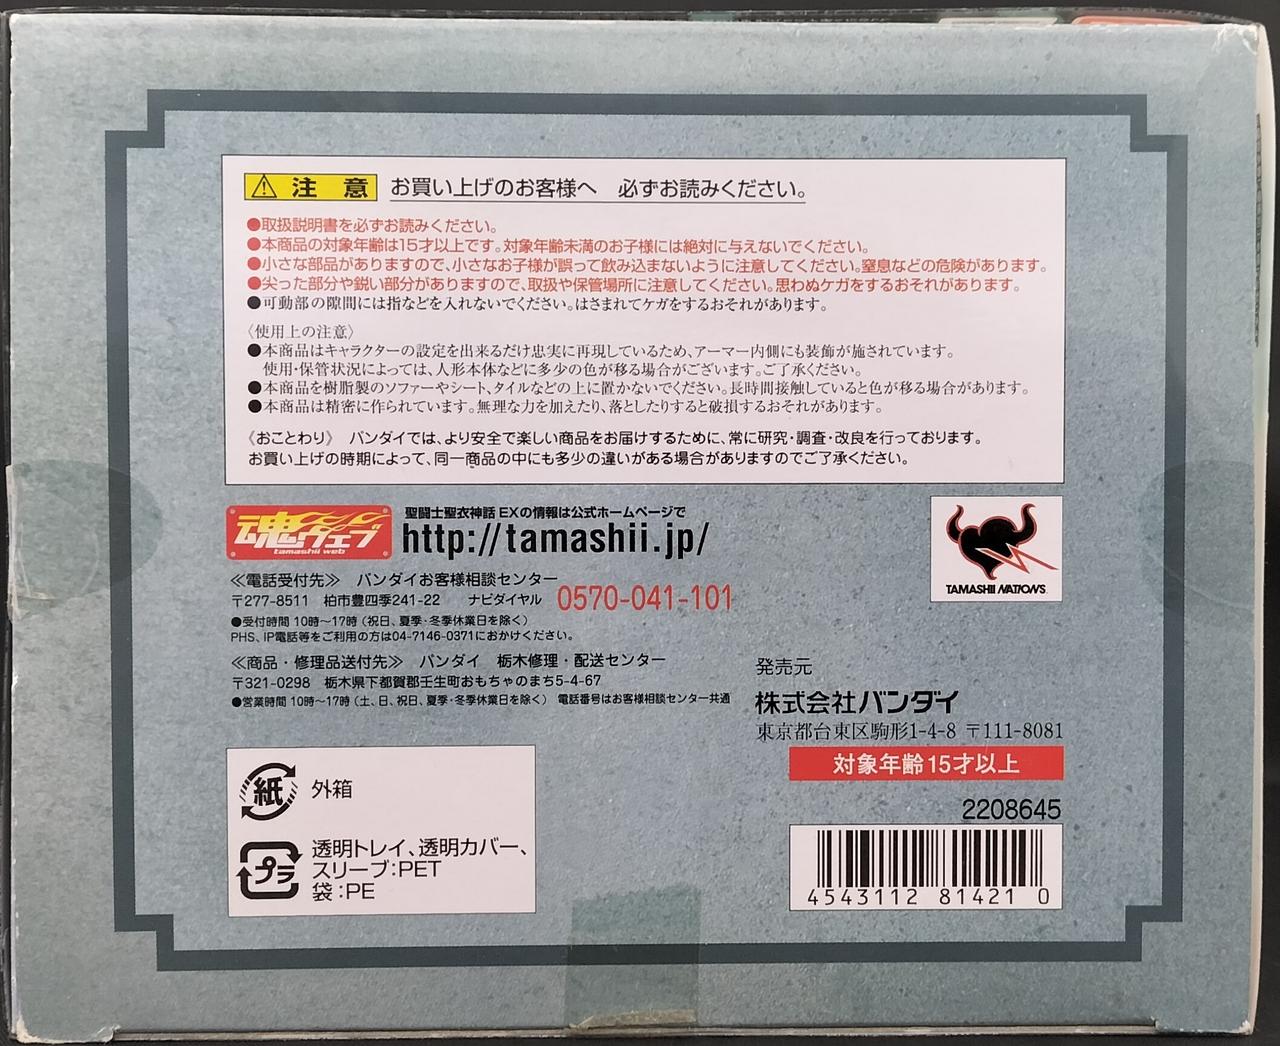 注 意 お買い上げのお客様へ 必ずお読みください。
●取扱説明書を必ずお読みください。
●本商品の対象年齢は15才以上です。対象年齢未満のお子様には絶対に与えないでください。
●小さな部品がありますので、小さなお子様が誤って飲み込まないように注意してください。窒息などの危険があります。
●尖った部分や鋭い部分がありますので、取扱や保管場所に注意してください。思わぬケガをするおそれがあります。
●可動部の隙間には指などを入れないでください。はさまれてケガをするおそれがあります。
〈使用上の注意〉
●本商品はキャラクターの設定を出来るだけ忠実に再現しているため、アーマー内側にも装飾が施されています。
使用・保管状況によっては、人形本体などに多少の色が移る場合がございます。ご了承ください。
●本商品を樹脂製のソファーやシート、タイルなどの上に置かないでください。長時間接触していると色が移る場合があります。
●本商品は精密に作られています。無理な力を加えたり、落としたりすると破損するおそれがあります。
《おことわり》 バンダイでは、より安全で楽しい商品をお届けするために、常に研究・調査・改良を行っております。
お買い上げの時期によって、同一商品の中にも多少の違いがある場合がありますのでご了承ください。
魂ウェブ
tamashii web
聖闘士聖衣神話 EXの情報は公式ホームページで
http://tamashii.jp/
TAMASHII NATIONS
≪電話受付先≫ バンダイお客様相談センター
〒277-8511 柏市豊四季241-22 ナビダイヤル 0570-041-101
●受付時間 10時～17時（祝日、夏季・冬季休業日を除く）
PHS、IP電話等をご利用の方は04-7146-0371におかけください。
≪商品・修理品送付先≫ バンダイ 栃木修理・配送センター
〒321-0298 栃木県下都賀郡壬生町おもちゃのまち5-4-67
●営業時間 10時～17時（土、日、祝日、夏季・冬季休業日を除く） 電話番号はお客様相談センター共通
発売元
株式会社バンダイ
東京都台東区駒形1-4-8 〒111-8081
対象年齢15才以上
紙 外箱
プラ 透明トレイ、透明カバー、
スリーブ:PET
袋:PE
2208645
4543112 81421 0